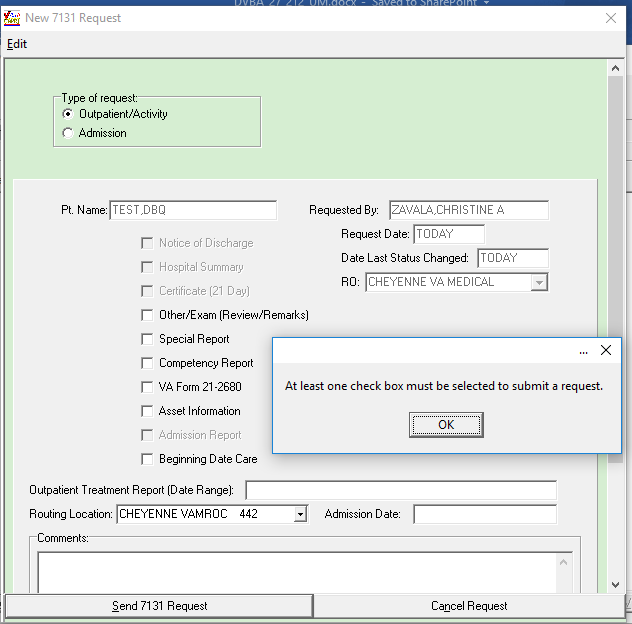 DVBA_27_212_UM.docx - Saved to SharePoint
New 7131 Request
Edit
Type of request:
Outpatient/Activity
Admission
Pt. Name: TEST,DBQ
Requested By: ZAVALA,CHRISTINE A
Request Date: TODAY
Date Last Status Changed: TODAY
RO: CHEYENNE VA MEDICAL
Notice of Discharge
Hospital Summary
Certificate (21 Day)
Other/Exam (Review/Remarks)
Special Report
Competency Report
VA Form 21-2680
Asset Information
Admission Report
Beginning Date Care
...
At least one check box must be selected to submit a request.
OK
Outpatient Treatment Report (Date Range):
Routing Location: CHEYENNE VAMROC 442
Admission Date:
Comments:
Send 7131 Request
Cancel Request